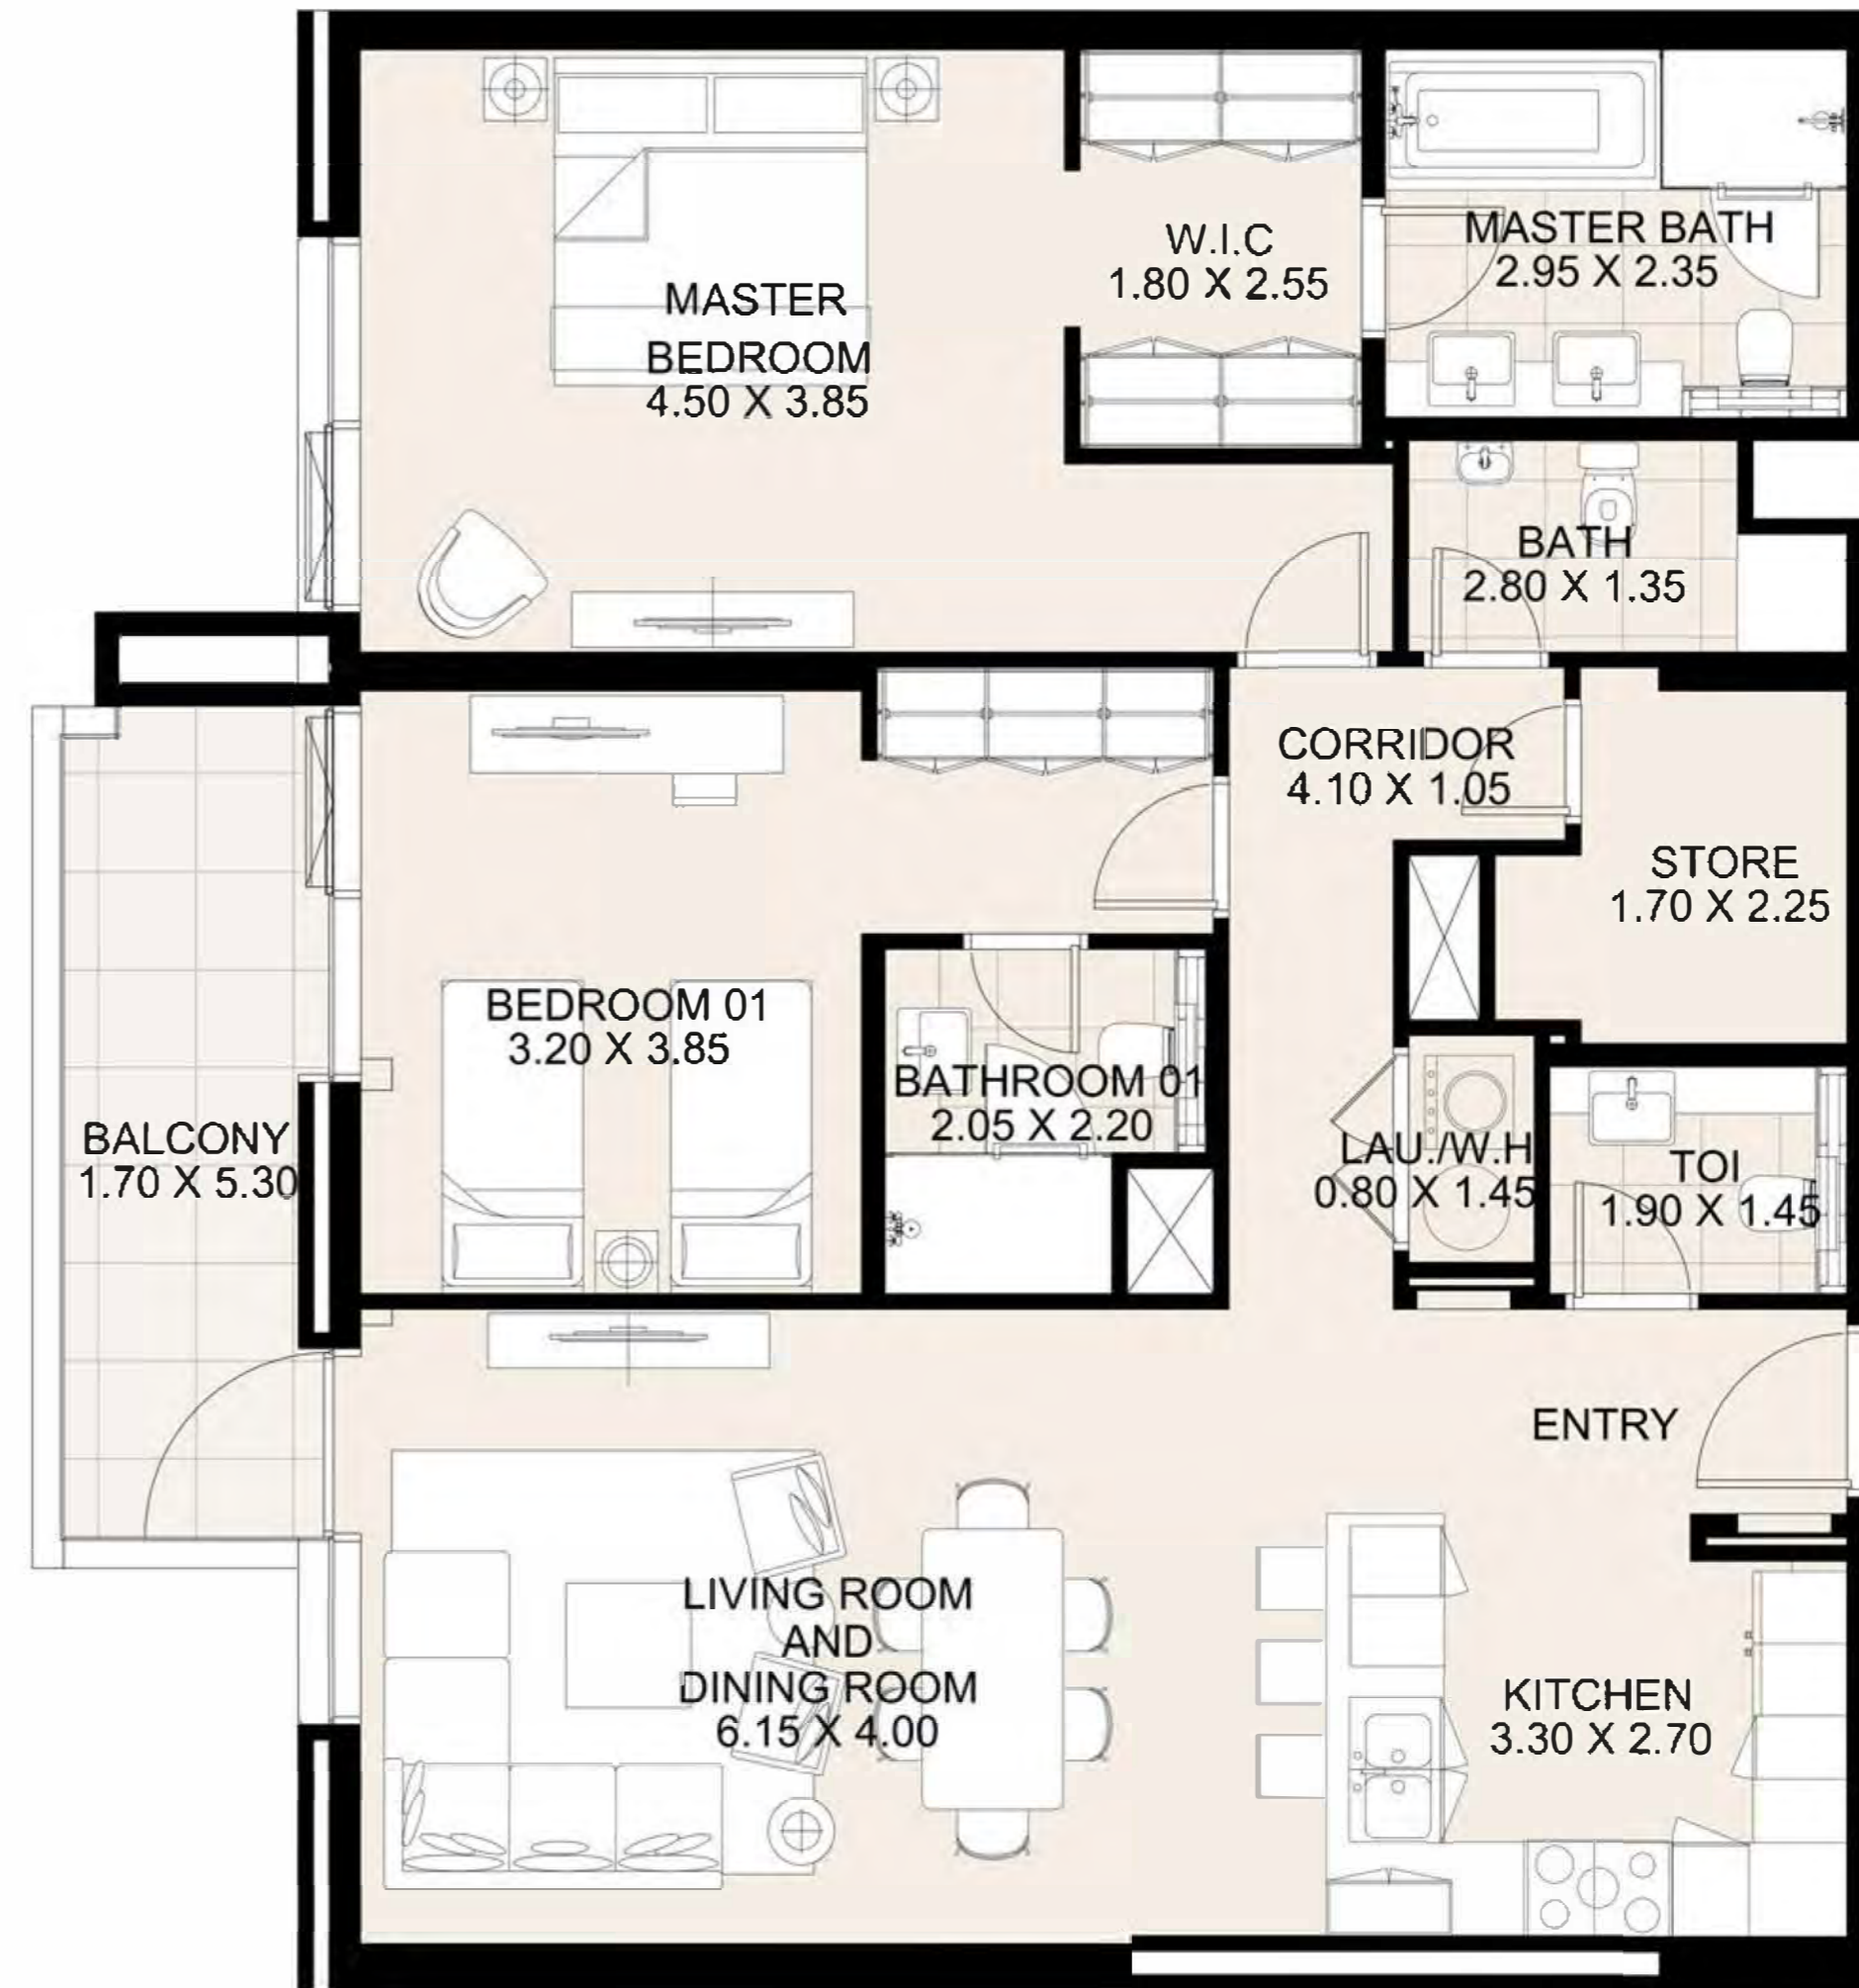 MASTER
BEDROOM
4.50 X 3.85
W.I.C
1.80 X 2.55
MASTER BATH
2.95 X 2.35
BATH
2.80 X 1.35
CORRIDOR
4.10 X 1.05
STORE
1.70 X 2.25
BEDROOM 01
3.20 X 3.85
BATHROOM 01
2.05 X 2.20
BALCONY
1.70 X 5.30
LAU./W.H
0.80 X 1.45
TOI
1.90 X 1.45
ENTRY
LIVING ROOM
AND
DINING ROOM
6.15 X 4.00
KITCHEN
3.30 X 2.70